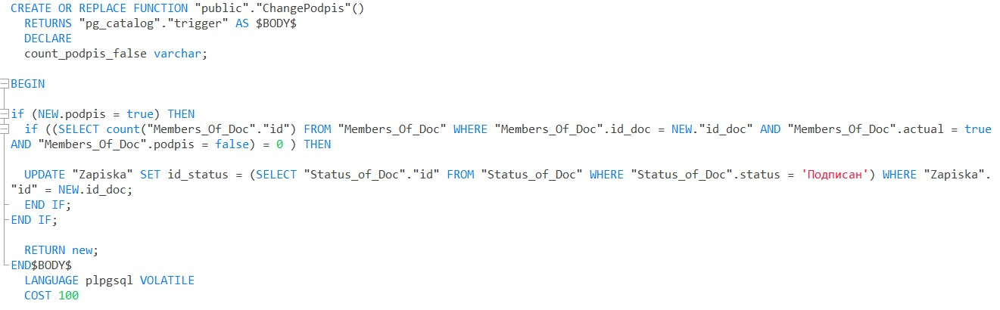 CREATE OR REPLACE FUNCTION "public"."ChangePodpis"()
  RETURNS "pg_catalog"."trigger" AS $BODY$
  DECLARE
  count_podpis_false varchar;

BEGIN

if (NEW.podpis = true) THEN
  if ((SELECT count("Members_Of_Doc"."id") FROM "Members_Of_Doc" WHERE "Members_Of_Doc".id_doc = NEW."id_doc" AND "Members_Of_Doc".actual = true
AND "Members_Of_Doc".podpis = false) = 0 ) THEN

  UPDATE "Zapiska" SET id_status = (SELECT "Status_of_Doc"."id" FROM "Status_of_Doc" WHERE "Status_of_Doc".status = 'Подписан') WHERE "Zapiska".
"id" = NEW.id_doc;
  END IF;
END IF;

  RETURN new;
END$BODY$
  LANGUAGE plpgsql VOLATILE
  COST 100